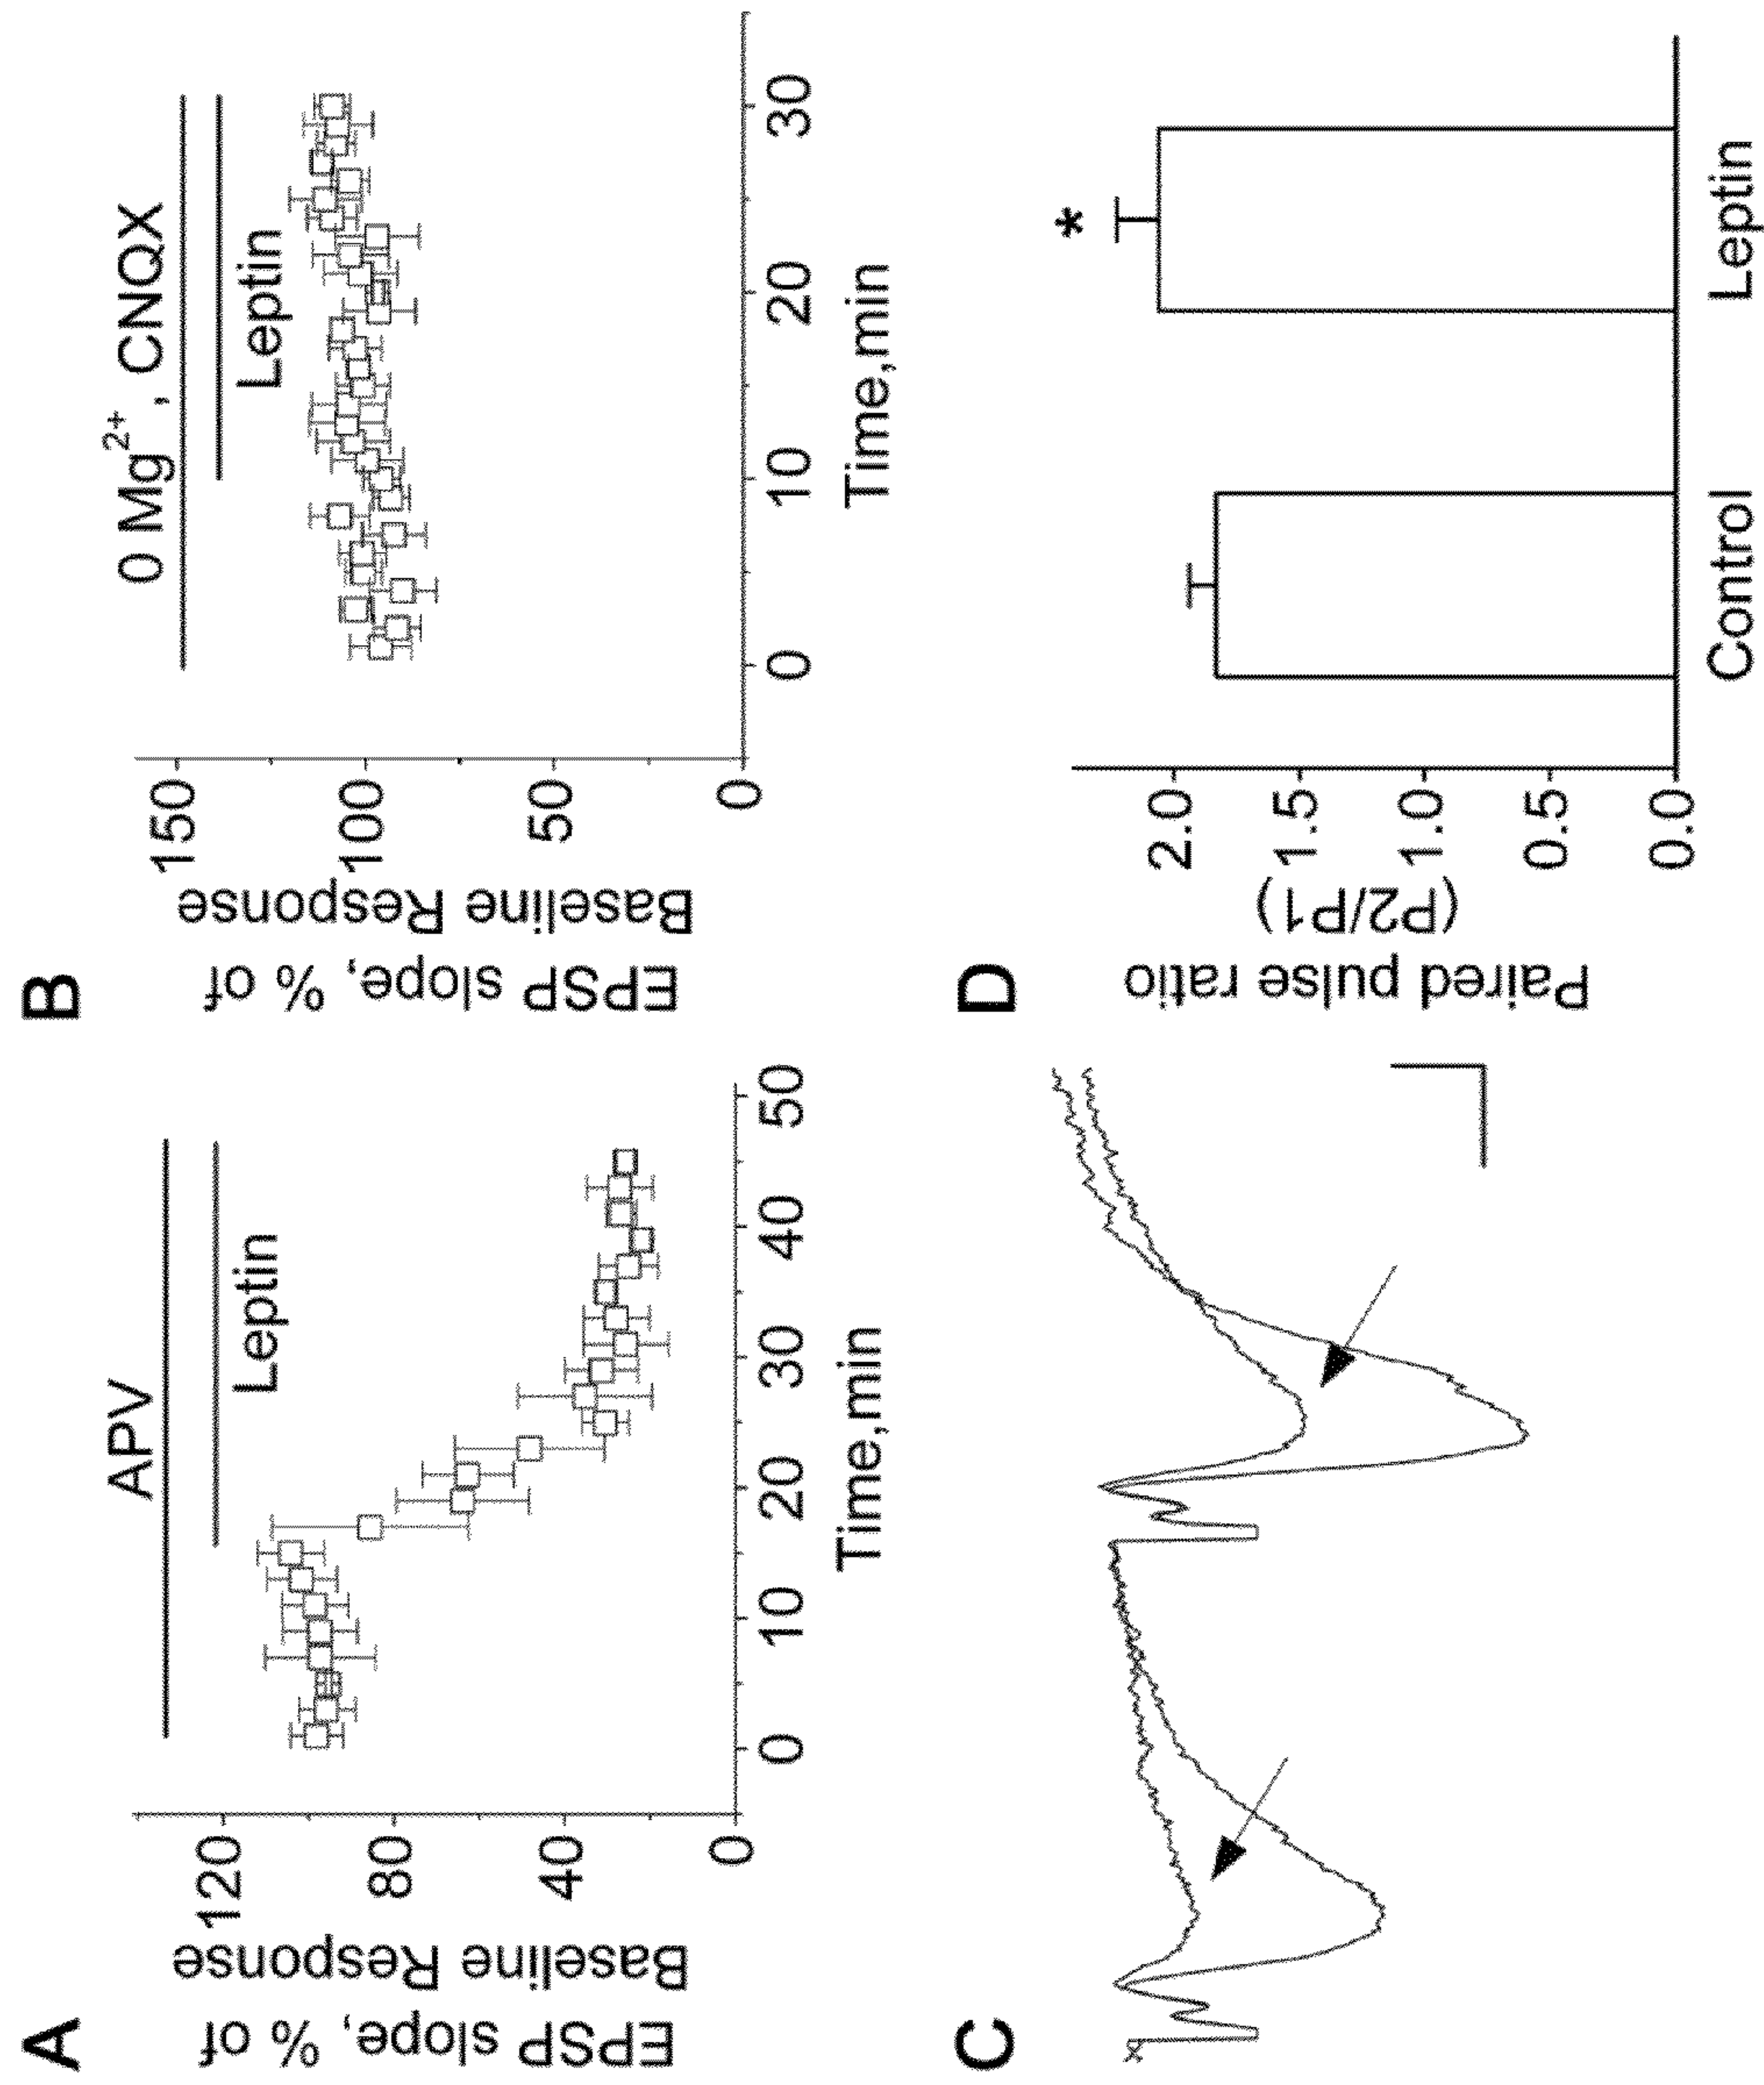 A
EPSP slope, % of
Baseline Response
120
80
40
0
APV
Leptin
0 10 20 30 40 50
Time,min
B
EPSP slope, % of
Baseline Response
150
100
50
0
0 Mg2+, CNQX
Leptin
0 10 20 30
Time,min
C
D
Paired pulse ratio
(P2/P1)
2.0
1.5
1.0
0.5
0.0
*
Control Leptin